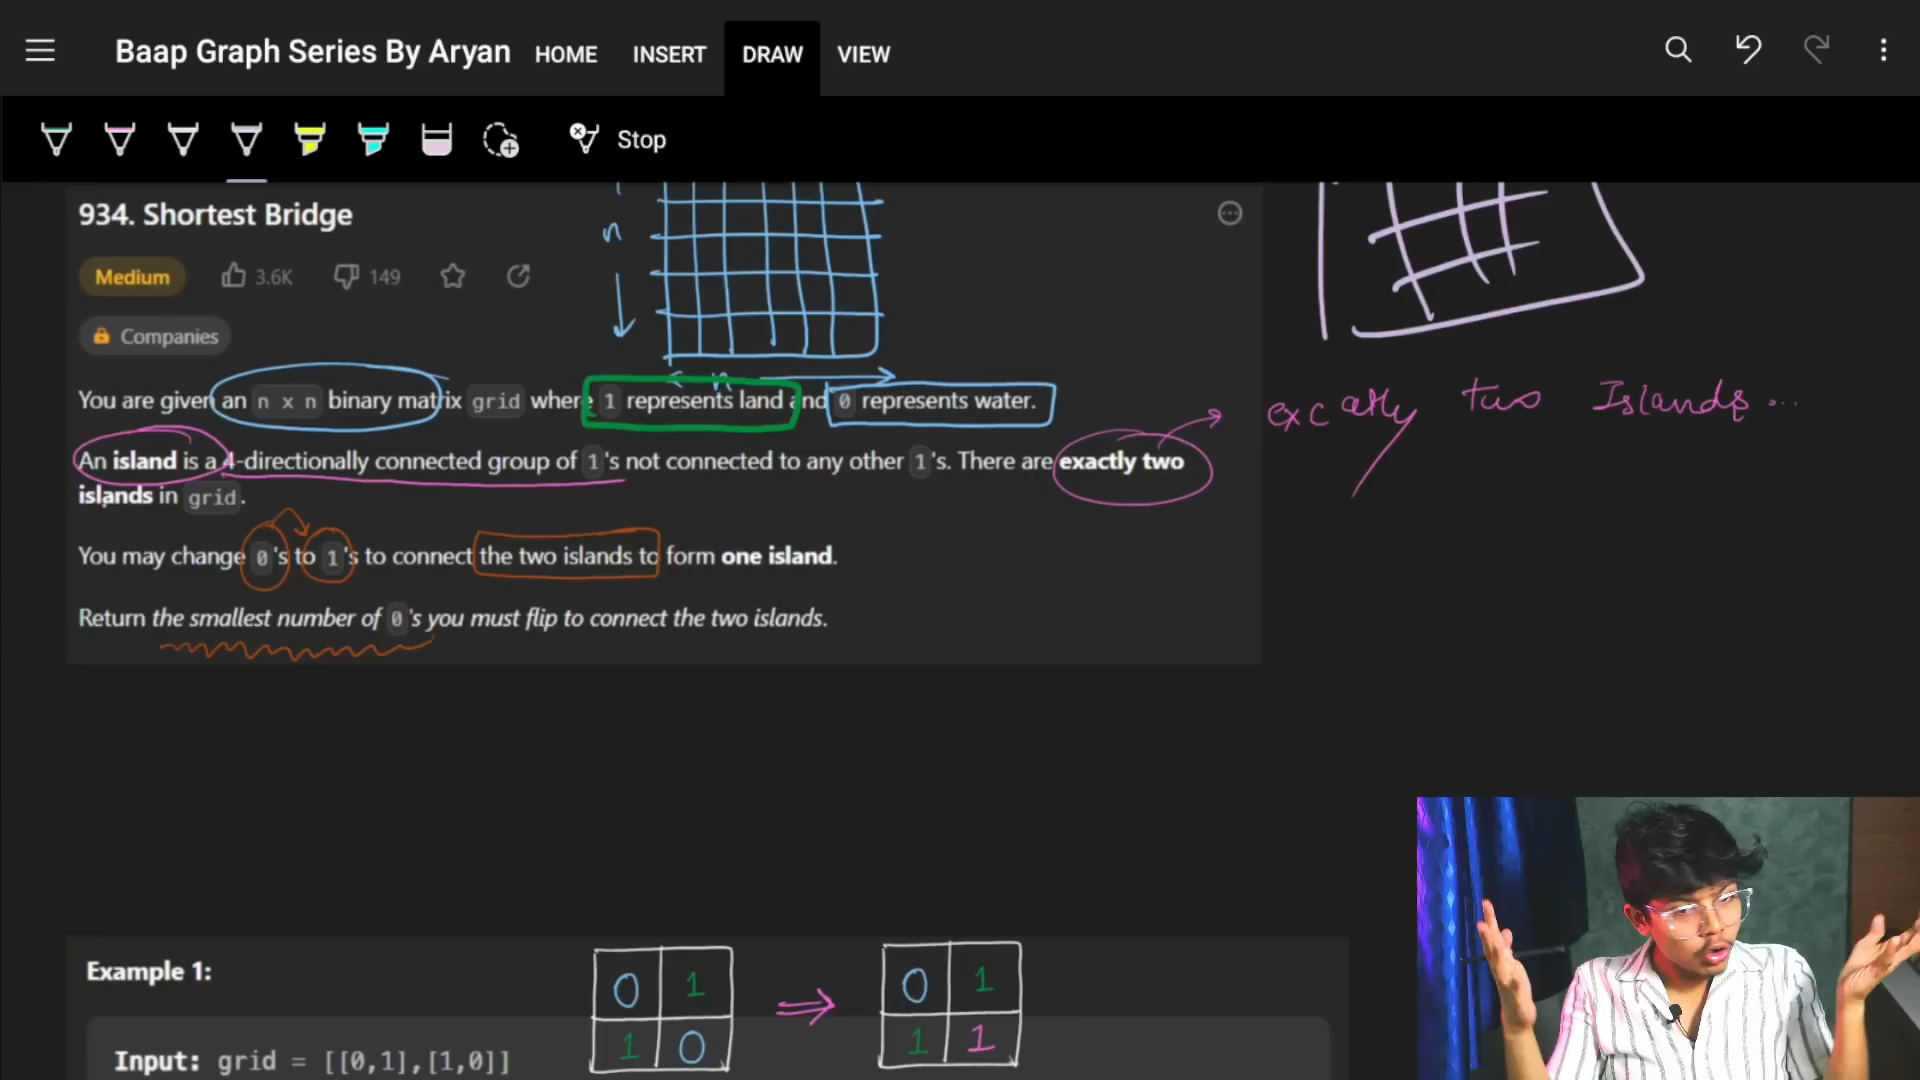 Baap Graph Series By Aryan HOME INSERT DRAW VIEW
Stop
934. Shortest Bridge
n
Medium 3.6K 149
Companies
n
You are given an n x n binary matrix grid where 1 represents land and 0 represents water.
excatly two Islands...
An island is a 4-directionally connected group of 1's not connected to any other 1's. There are exactly two
islands in grid.
You may change 0's to 1's to connect the two islands to form one island.
Return the smallest number of 0's you must flip to connect the two islands.
Example 1:
0 1 0 1
1 0 1 1
Input: grid = [[0,1],[1,0]]